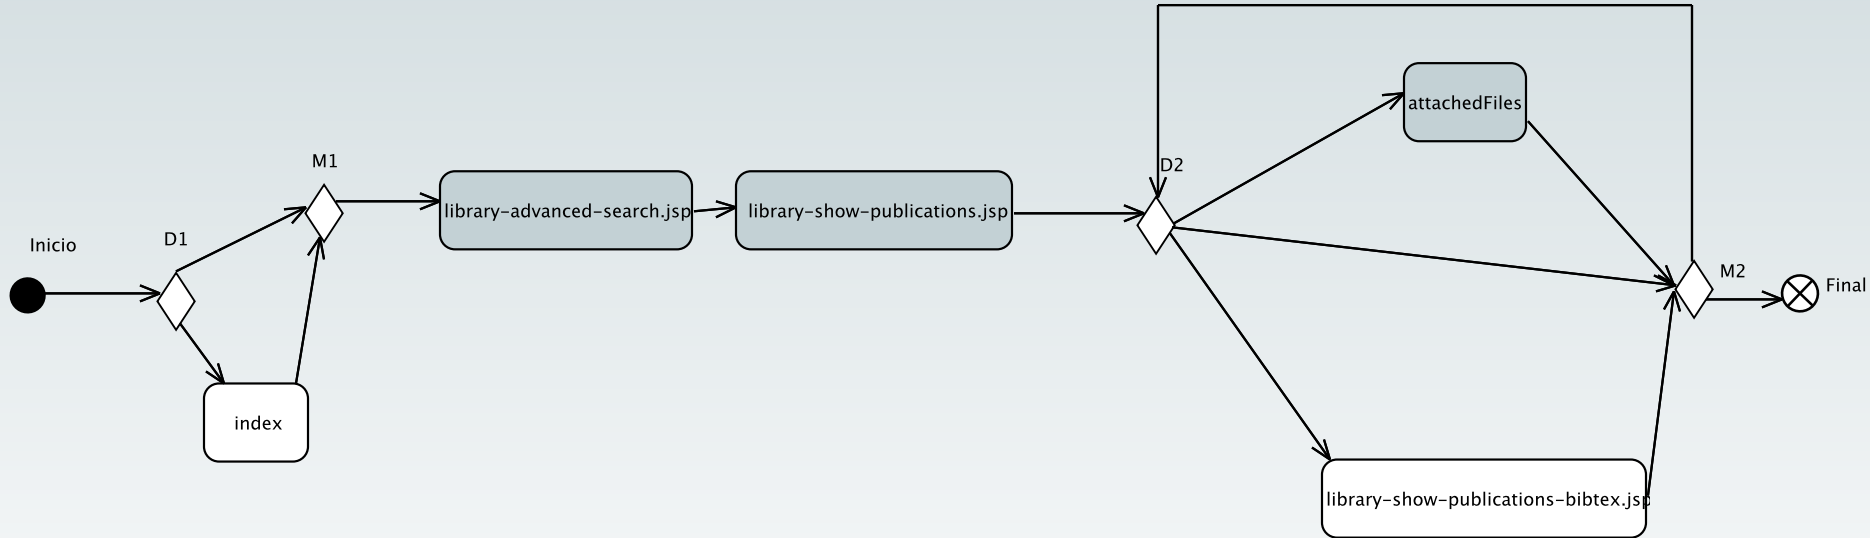 Inicio
D1
M1
index
library-advanced-search.jsp
library-show-publications.jsp
D2
attachedFiles
library-show-publications-bibtex.jsp
M2
Final